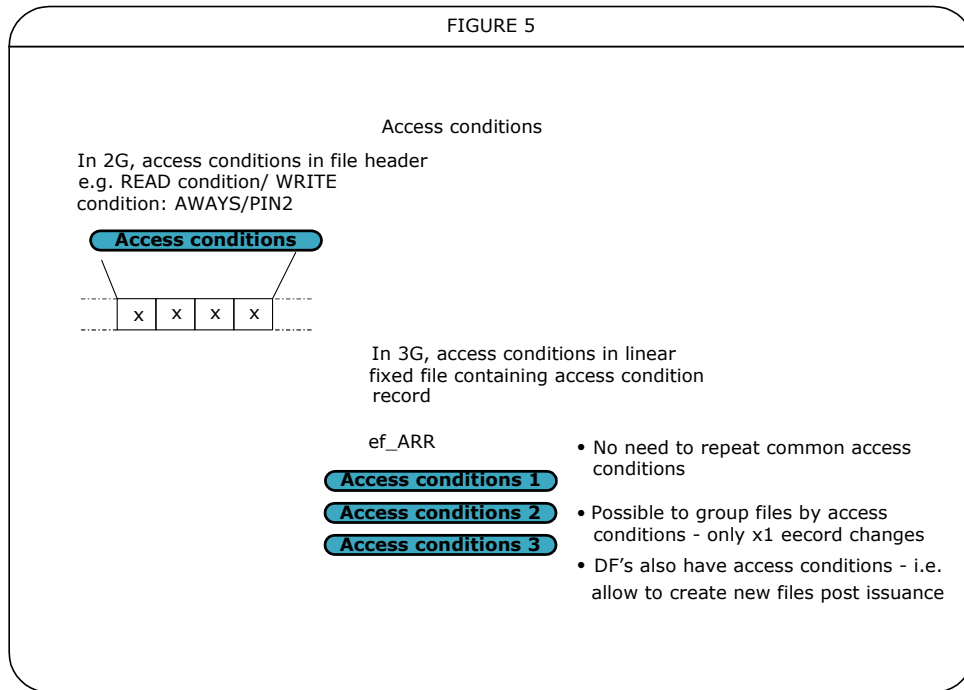 FIGURE 5
Access conditions
In 2G, access conditions in file header
e.g. READ condition/ WRITE
condition: AWAYS/PIN2
Access conditions
x x x x
In 3G, access conditions in linear
fixed file containing access condition
record
ef_ARR
Access conditions 1
Access conditions 2
Access conditions 3
• No need to repeat common access
conditions
• Possible to group files by access
conditions - only x1 eecord changes
• DF's also have access conditions - i.e.
allow to create new files post issuance